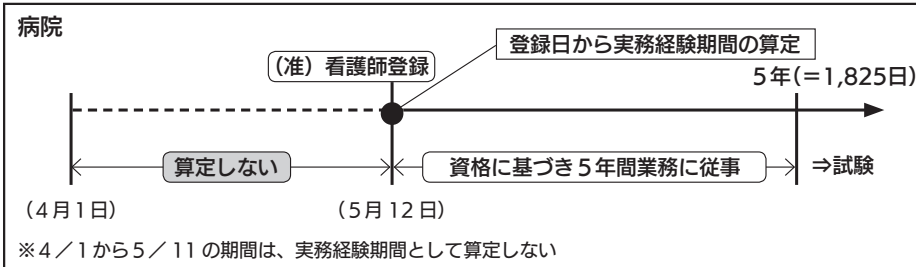 病院
登録日から実務経験期間の算定
(准)看護師登録
5年(=1,825日)
算定しない
資格に基づき5年間業務に従事
⇒試験
(4月1日)
(5月12日)
※4/1から5/11の期間は、実務経験期間として算定しない